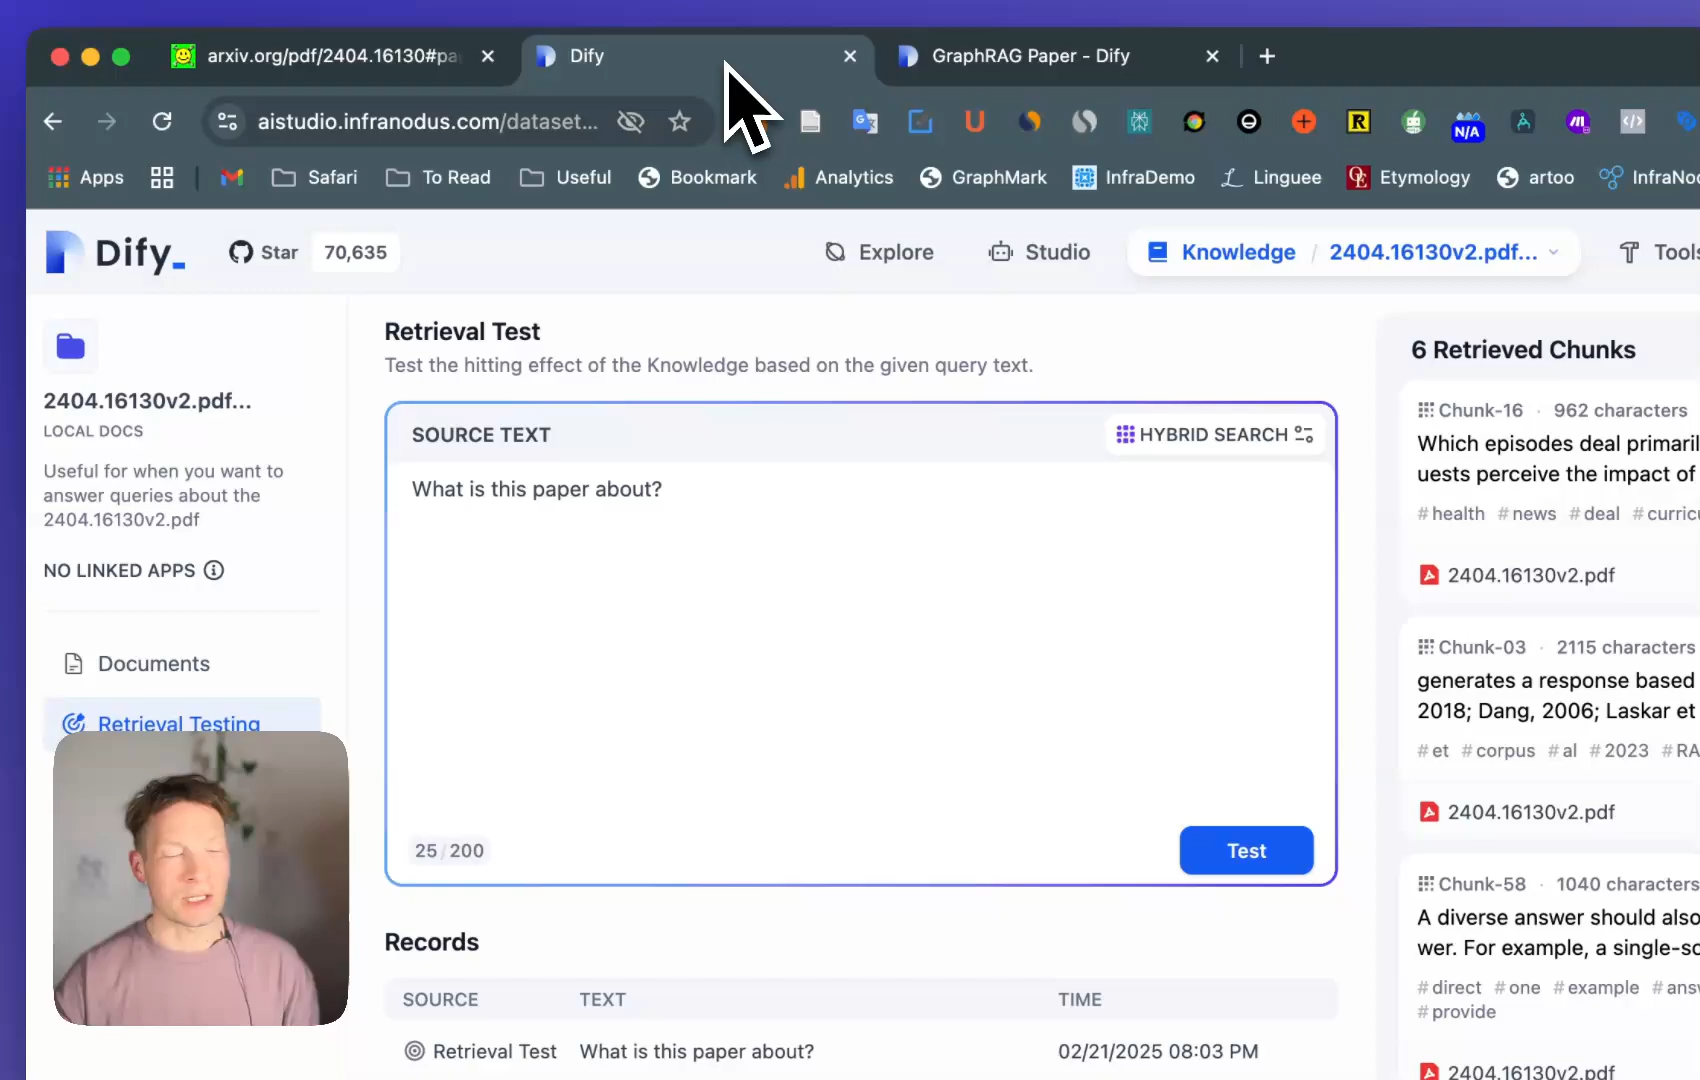 arxiv.org/pdf/2404.16130#pa
Dify
GraphRAG Paper - Dify
aistudio.infranodus.com/dataset...
N/A
Apps
Safari
To Read
Useful
Bookmark
Analytics
GraphMark
InfraDemo
Linguee
Etymology
artoo
InfraNo
Dify_
Star
70,635
Explore
Studio
Knowledge / 2404.16130v2.pdf...
Tools
2404.16130v2.pdf...
LOCAL DOCS
Useful for when you want to
answer queries about the
2404.16130v2.pdf
NO LINKED APPS
Documents
Retrieval Testing
Retrieval Test
Test the hitting effect of the Knowledge based on the given query text.
SOURCE TEXT
HYBRID SEARCH
What is this paper about?
25 / 200
Test
Records
SOURCE TEXT TIME
Retrieval Test What is this paper about? 02/21/2025 08:03 PM
6 Retrieved Chunks
Chunk-16 · 962 characters
Which episodes deal primaril
uests perceive the impact of
# health # news # deal # curricu
2404.16130v2.pdf
Chunk-03 · 2115 characters
generates a response based
2018; Dang, 2006; Laskar et
# et # corpus # al # 2023 # RA
2404.16130v2.pdf
Chunk-58 · 1040 characters
A diverse answer should also
wer. For example, a single-so
# direct # one # example # answ
# provide
2404.16130v2.pdf